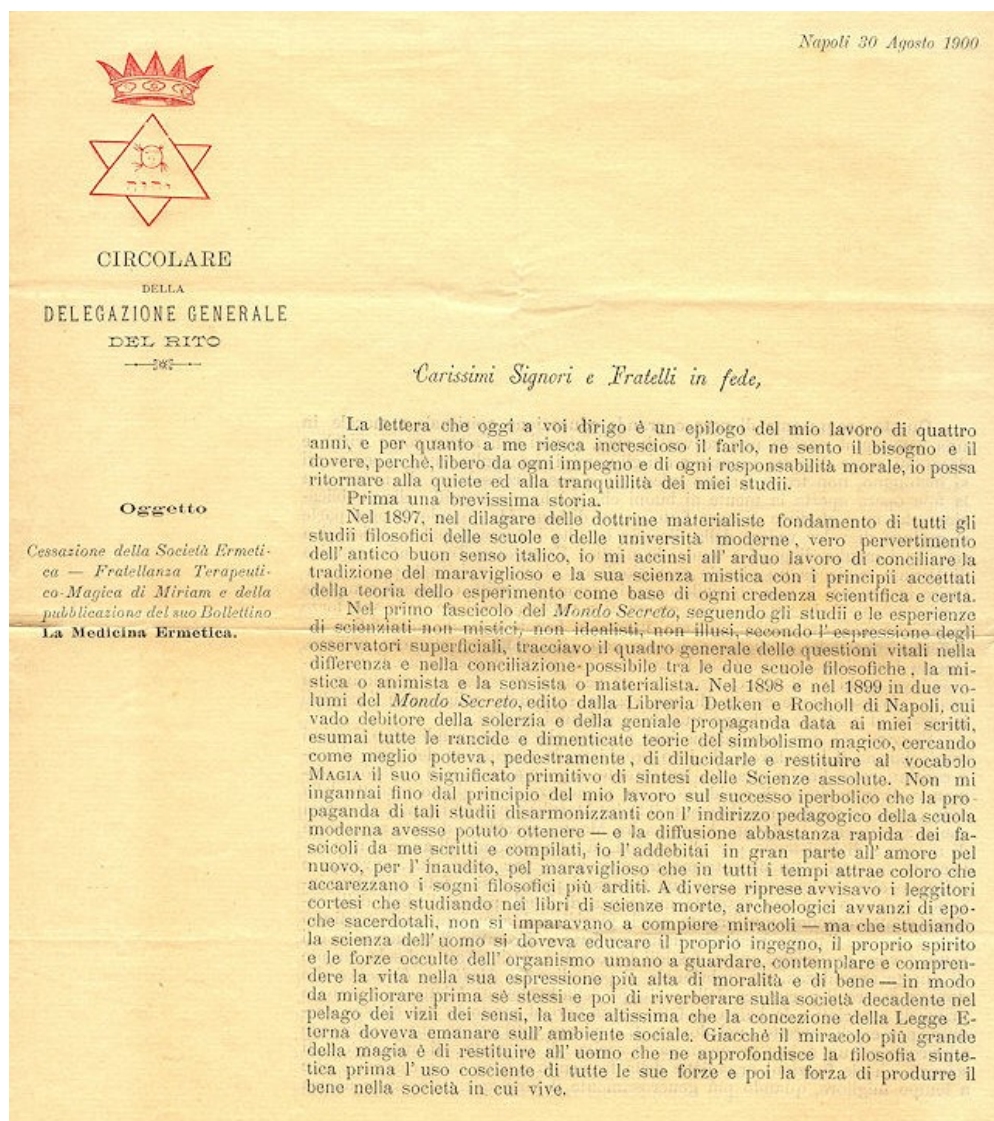 Napoli 30 Agosto 1900
יהוה
CIRCOLARE
DELLA
DELEGAZIONE GENERALE
DEL RITO
Oggetto
Cessazione della Società Ermeti-
ca — Fratellanza Terapeuti-
co-Magica di Miriam e della
pubblicazione del suo Bollettino
La Medicina Ermetica.
Carissimi Signori e Fratelli in fede,
La lettera che oggi a voi dirigo è un epilogo del mio lavoro di quattro
anni, e per quanto a me riesca increscioso il farlo, ne sento il bisogno e il
dovere, perchè, libero da ogni impegno e di ogni responsabilità morale, io possa
ritornare alla quiete ed alla tranquillità dei miei studii.
Prima una brevissima storia.
Nel 1897, nel dilagare delle dottrine materialiste fondamento di tutti gli
studii filosofici delle scuole e delle università moderne, vero pervertimento
dell' antico buon senso italico, io mi accinsi all' arduo lavoro di conciliare la
tradizione del maraviglioso e la sua scienza mistica con i principii accettati
della teoria dello esperimento come base di ogni credenza scientifica e certa.
Nel primo fascicolo del Mondo Secreto, seguendo gli studii e le esperienze
di scienziati non mistici, non idealisti, non illusi, secondo l' espressione degli
osservatori superficiali, tracciavo il quadro generale delle questioni vitali nella
differenza e nella conciliazione-possibile tra le due scuole filosofiche, la mi-
stica o animista e la sensista o materialista. Nel 1898 e nel 1899 in due vo-
lumi del Mondo Secreto, edito dalla Libreria Detken e Rocholl di Napoli, cui
vado debitore della solerzia e della geniale propaganda data ai miei scritti,
esumai tutte le rancide e dimenticate teorie del simbolismo magico, cercando
come meglio poteva, pedestramente, di dilucidarle e restituire al vocabolo
MAGIA il suo significato primitivo di sintesi delle Scienze assolute. Non mi
ingannai fino dal principio del mio lavoro sul successo iperbolico che la pro-
paganda di tali studii disarmonizzanti con l' indirizzo pedagogico della scuola
moderna avesse potuto ottenere — e la diffusione abbastanza rapida dei fa-
scicoli da me scritti e compilati, io l' addebitai in gran parte all' amore pel
nuovo, per l' inaudito, pel maraviglioso che in tutti i tempi attrae coloro che
accarezzano i sogni filosofici più arditi. A diverse riprese avvisavo i leggitori
cortesi che studiando nei libri di scienze morte, archeologici avvanzi di epo-
che sacerdotali, non si imparavano a compiere miracoli — ma che studiando
la scienza dell' uomo si doveva educare il proprio ingegno, il proprio spirito
e le forze occulte dell' organismo umano a guardare, contemplare e compren-
dere la vita nella sua espressione più alta di moralità e di bene — in modo
da migliorare prima sè stessi e poi di riverberare sulla società decadente nel
pelago dei vizii dei sensi, la luce altissima che la concezione della Legge E-
terna doveva emanare sull' ambiente sociale. Giacchè il miracolo più grande
della magia è di restituire all' uomo che ne approfondisce la filosofia sinte-
tica prima l' uso cosciente di tutte le sue forze e poi la forza di produrre il
bene nella società in cui vive.